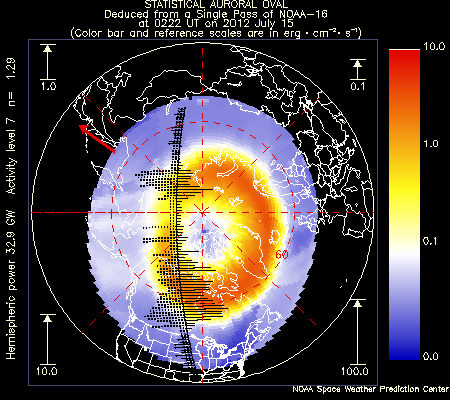 STATISTICAL AURORAL OVAL
Deduced from a Single Pass of NOAA-16
at 0222 UT on 2012 July 15
(Color bar and reference scales are in erg · cm⁻² · s⁻¹)
Hemispheric power 32.9 GW Activity level 7 n= 1.29
1.0
0.1
10.0
100.0
60
10.0
1.0
0.1
0.0
NOAA Space Weather Prediction Center